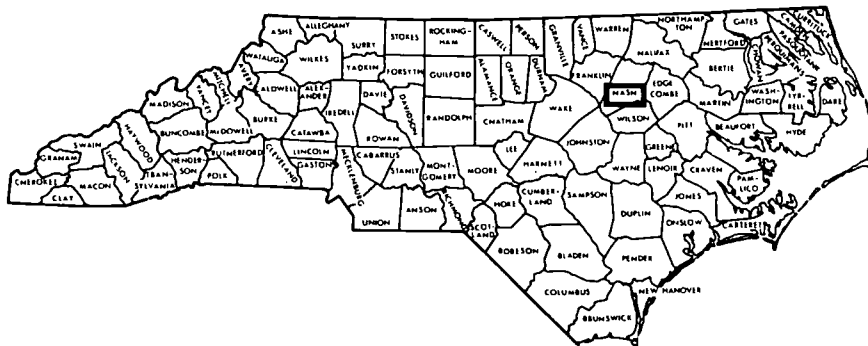 ASHE
ALLEGHANY
SURRY
STOKES
ROCKING-
HAM
CASWELL
PERSON
GRANVILLE
VANCE
WARREN
NORTHAMP
TON
GATES
HERTFORD
CURRITUCK
CAMDEN
PASQUOTANK
PERQUIMANS
CHOWAN
WATAUGA
WILKES
YADKIN
FORSYTH
GUILFORD
ALAMANCE
ORANGE
DURHAM
FRANKLIN
HALIFAX
BERTIE
MITCHELL
AVERY
CALDWELL
ALEX-
ANDER
IREDELL
DAVIE
DAVIDSON
RANDOLPH
CHATHAM
WAKE
NASH
EDGE
COMBE
MARTIN
WASH-
INGTON
TYR-
RELL
DARE
MADISON
YANCEY
BURKE
CATAWBA
ROWAN
WILSON
PITT
BEAUFORT
HYDE
HAYWOOD
BUNCOMBE
McDOWELL
LINCOLN
CABARRUS
LEE
JOHNSTON
GREENE
SWAIN
GRAHAM
JACKSON
HENDER-
SON
RUTHERFORD
CLEVELAND
GASTON
MECKLENBURG
STANLY
MONT-
GOMERY
MOORE
HARNETT
WAYNE
LENOIR
CRAVEN
PAM-
LICO
CHEROKEE
CLAY
MACON
TRAN-
SYLVANIA
POLK
UNION
ANSON
RICHMOND
HOKE
SCOT-
LAND
CUMBER-
LAND
SAMPSON
DUPLIN
JONES
ONSLOW
CARTERET
ROBESON
BLADEN
PENDER
COLUMBUS
NEW HANOVER
BRUNSWICK